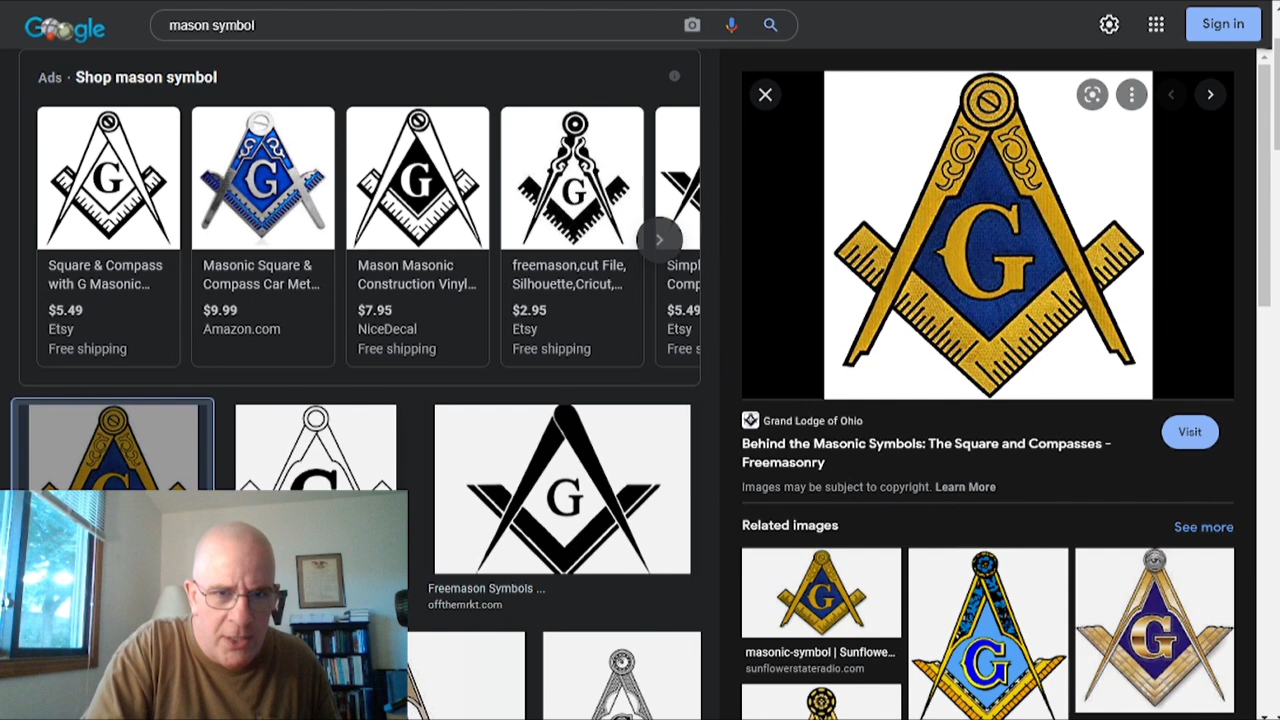 Google
mason symbol
Sign in
Ads · Shop mason symbol
G
G
G
G
Square & Compass
with G Masonic...
$5.49
Etsy
Free shipping
Masonic Square &
Compass Car Met...
$9.99
Amazon.com
Mason Masonic
Construction Vinyl...
$7.95
NiceDecal
Free shipping
freemason,cut File,
Silhouette,Cricut,...
$2.95
Etsy
Free shipping
Simpl
Comp
$5.49
Etsy
Free s
G
Freemason Symbols ...
offthemrkt.com
G
Grand Lodge of Ohio
Behind the Masonic Symbols: The Square and Compasses -
Freemasonry
Visit
Images may be subject to copyright. Learn More
Related images
See more
G
masonic-symbol | Sunflowe...
sunflowerstateradio.com
G
G